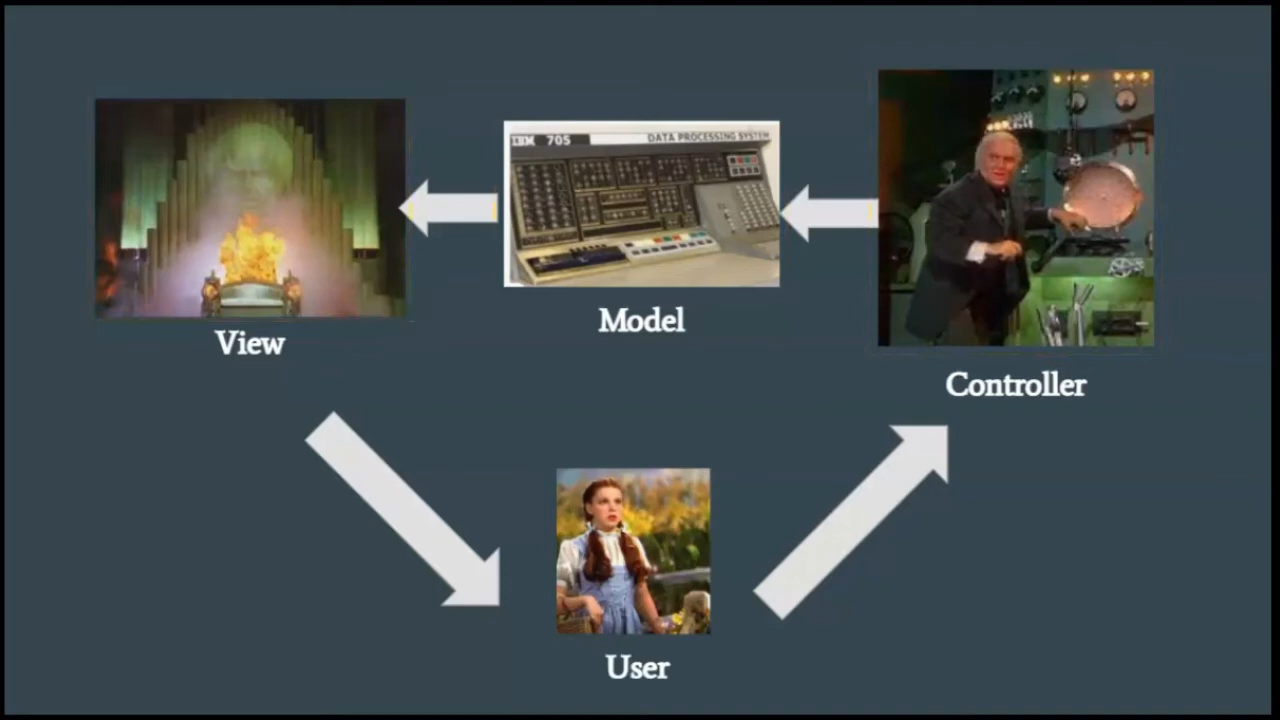 IBM 705 DATA PROCESSING SYSTEM
View
Model
Controller
User